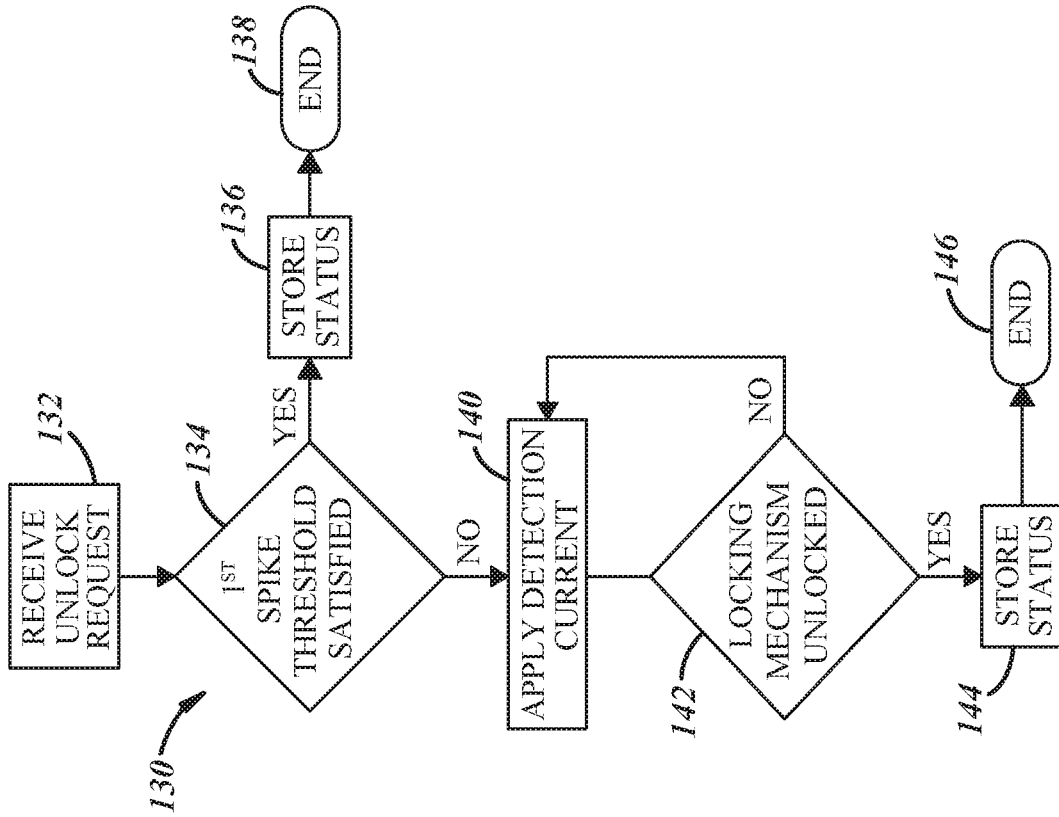 130
132
RECEIVE
UNLOCK
REQUEST
134
1ST
SPIKE
THRESHOLD
SATISFIED
YES
136
STORE
STATUS
138
END
NO
140
APPLY DETECTION
CURRENT
142
LOCKING
MECHANISM
UNLOCKED
NO
YES
144
STORE
STATUS
146
END